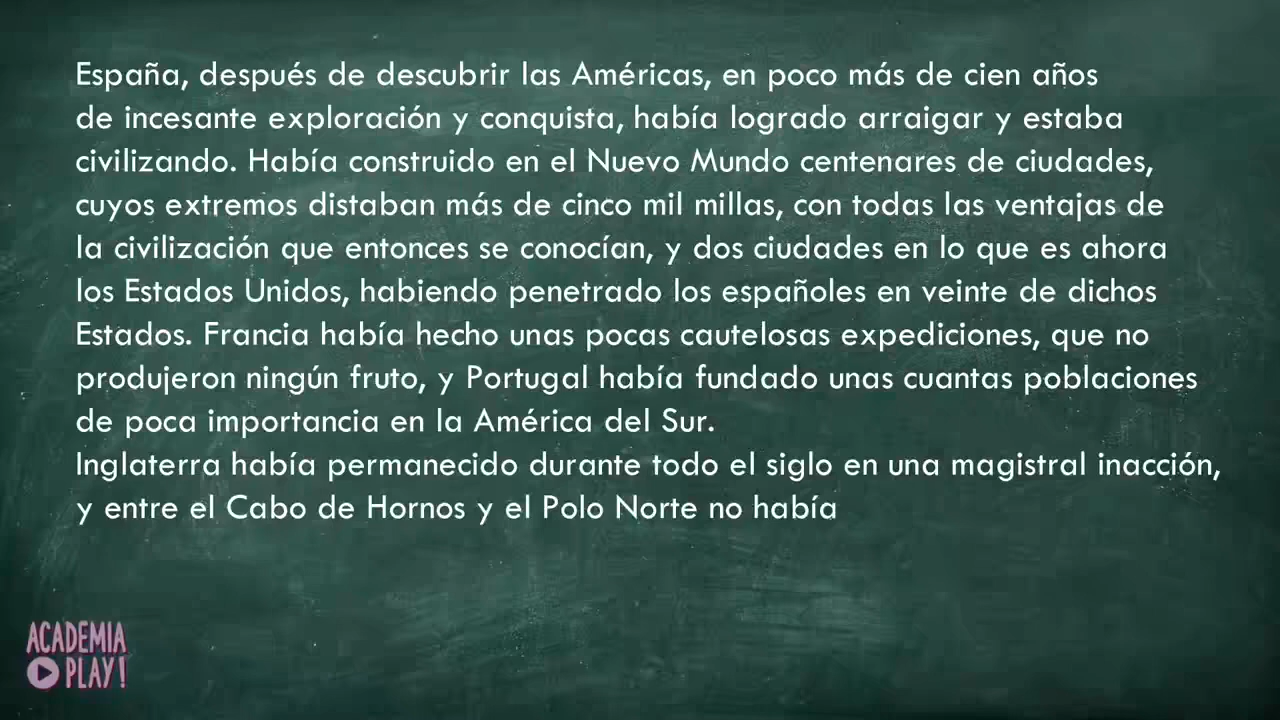 España, después de descubrir las Américas, en poco más de cien años
de incesante exploración y conquista, había logrado arraigar y estaba
civilizando. Había construido en el Nuevo Mundo centenares de ciudades,
cuyos extremos distaban más de cinco mil millas, con todas las ventajas de
la civilización que entonces se conocían, y dos ciudades en lo que es ahora
los Estados Unidos, habiendo penetrado los españoles en veinte de dichos
Estados. Francia había hecho unas pocas cautelosas expediciones, que no
produjeron ningún fruto, y Portugal había fundado unas cuantas poblaciones
de poca importancia en la América del Sur.
Inglaterra había permanecido durante todo el siglo en una magistral inacción,
y entre el Cabo de Hornos y el Polo Norte no había
ACADEMIA
PLAY!